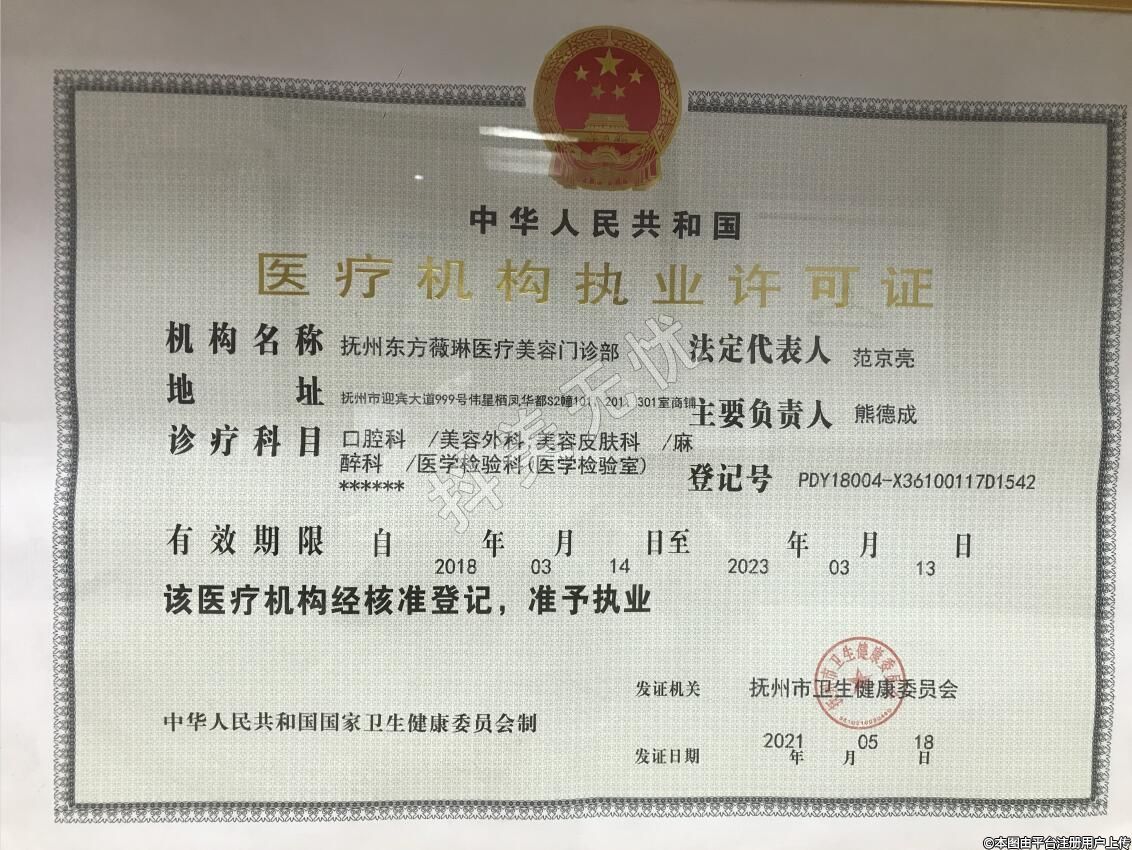 中华人民共和国
医疗机构执业许可证
机构名称 抚州东方薇琳医疗美容门诊部
法定代表人 范京亮
地址 抚州市迎宾大道999号伟星栖凤华都S2幢101 201 301室商铺
主要负责人 熊德成
诊疗科目 口腔科 /美容外科,美容皮肤科 /麻
醉科 /医学检验科(医学检验室)
******
登记号 PDY18004-X36100117D1542
有效期限 自 2018 年 03 月 14 日至 2023 年 03 月 13 日
该医疗机构经核准登记，准予执业
发证机关 抚州市卫生健康委员会
中华人民共和国国家卫生健康委员会制
发证日期 2021 年 05 月 18 日
抖美无忧
©本图由平台注册用户上传